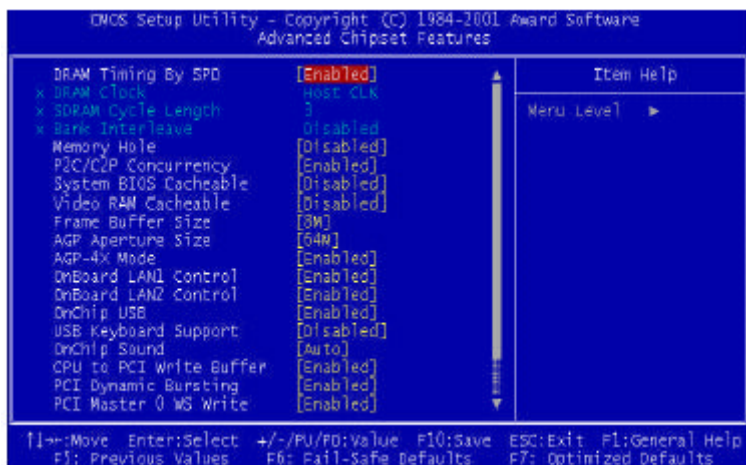 CMOS Setup Utility - Copyright (C) 1984-2001 Award Software
Advanced Chipset Features
DRAM Timing By SPD [Enabled]
x DRAM Clock Host CLK
x SDRAM Cycle Length 3
x Bank Interleave Disabled
Memory Hole [Disabled]
P2C/C2P Concurrency [Enabled]
System BIOS Cacheable [Disabled]
Video RAM Cacheable [Disabled]
Frame Buffer Size [8M]
AGP Aperture Size [64M]
AGP-4X Mode [Enabled]
OnBoard LAN1 Control [Enabled]
OnBoard LAN2 Control [Enabled]
OnChip USB [Enabled]
USB Keyboard Support [Disabled]
OnChip Sound [Auto]
CPU to PCI Write Buffer [Enabled]
PCI Dynamic Bursting [Enabled]
PCI Master 0 WS Write [Enabled]
Item Help
Menu Level ►
↑↓→←:Move Enter:Select +/-/PU/PD:Value F10:Save ESC:Exit F1:General Help
F5: Previous Values F6: Fail-Safe Defaults F7: Optimized Defaults